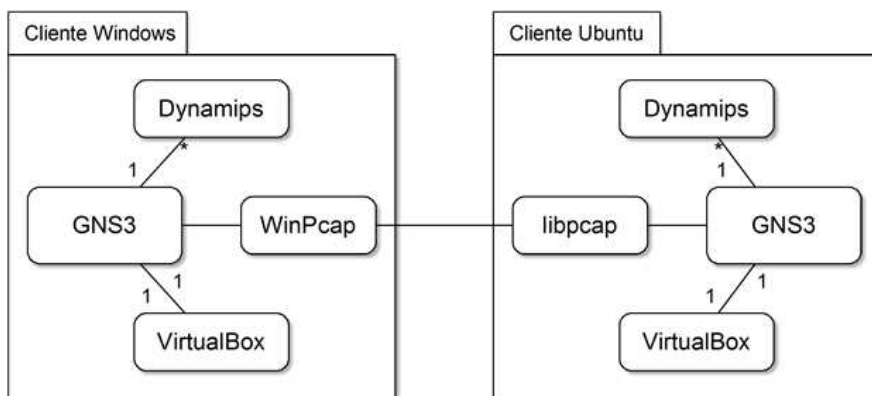 Cliente Windows
Dynamips
*
1
GNS3
WinPcap
1
1
VirtualBox
Cliente Ubuntu
Dynamips
*
1
libpcap
GNS3
1
1
VirtualBox